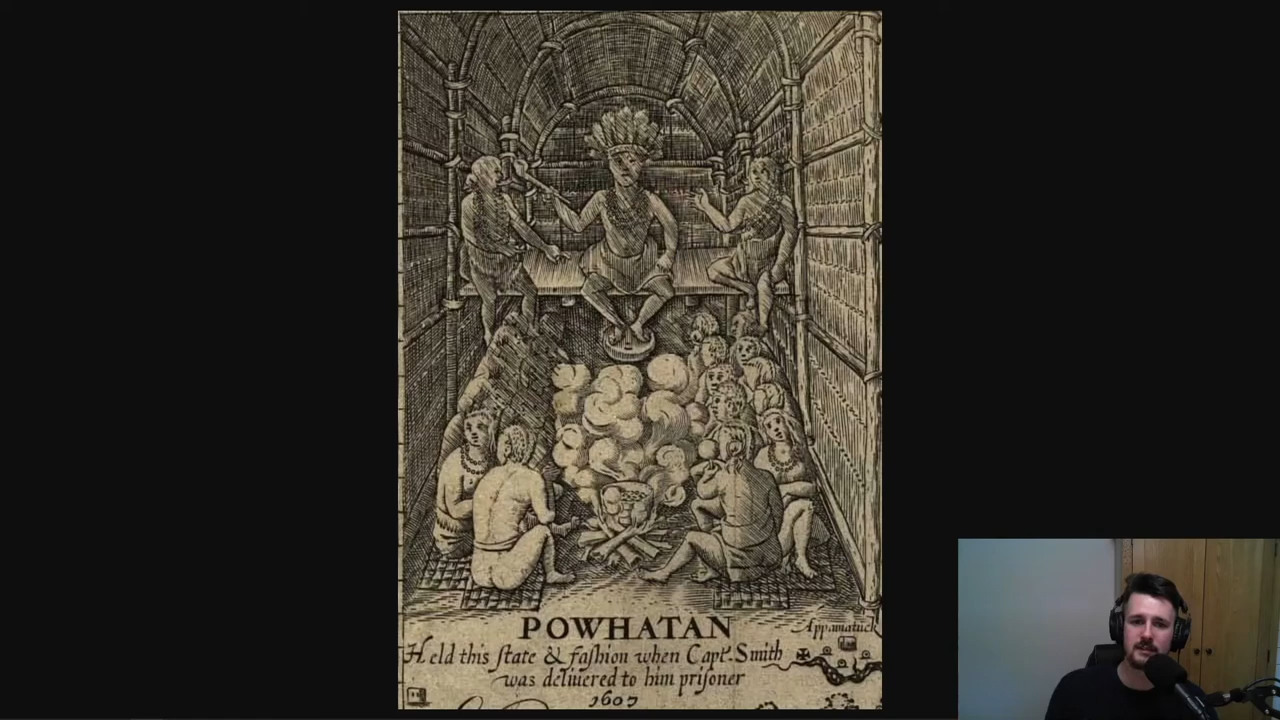 POWHATAN
Held this ſtate & faſhion when Capt. Smith
was deliuered to him priſoner
1607
Appamatuck